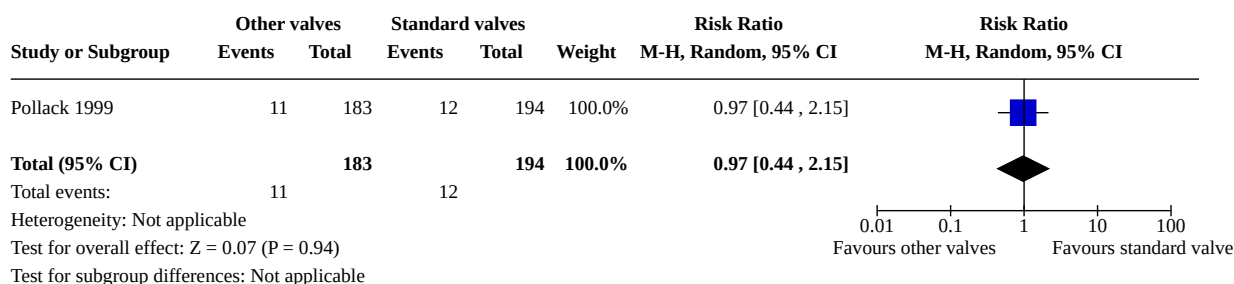 Other valves Standard valves Risk Ratio Risk Ratio
Study or Subgroup Events Total Events Total Weight M-H, Random, 95% CI M-H, Random, 95% CI
Pollack 1999 11 183 12 194 100.0% 0.97 [0.44 , 2.15]
Total (95% CI) 183 194 100.0% 0.97 [0.44 , 2.15]
Total events: 11 12
Heterogeneity: Not applicable 0.01 0.1 1 10 100
Test for overall effect: Z = 0.07 (P = 0.94) Favours other valves Favours standard valve
Test for subgroup differences: Not applicable